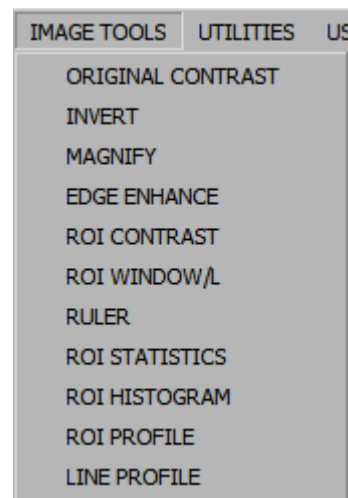 IMAGE TOOLS UTILITIES US
ORIGINAL CONTRAST
INVERT
MAGNIFY
EDGE ENHANCE
ROI CONTRAST
ROI WINDOW/L
RULER
ROI STATISTICS
ROI HISTOGRAM
ROI PROFILE
LINE PROFILE